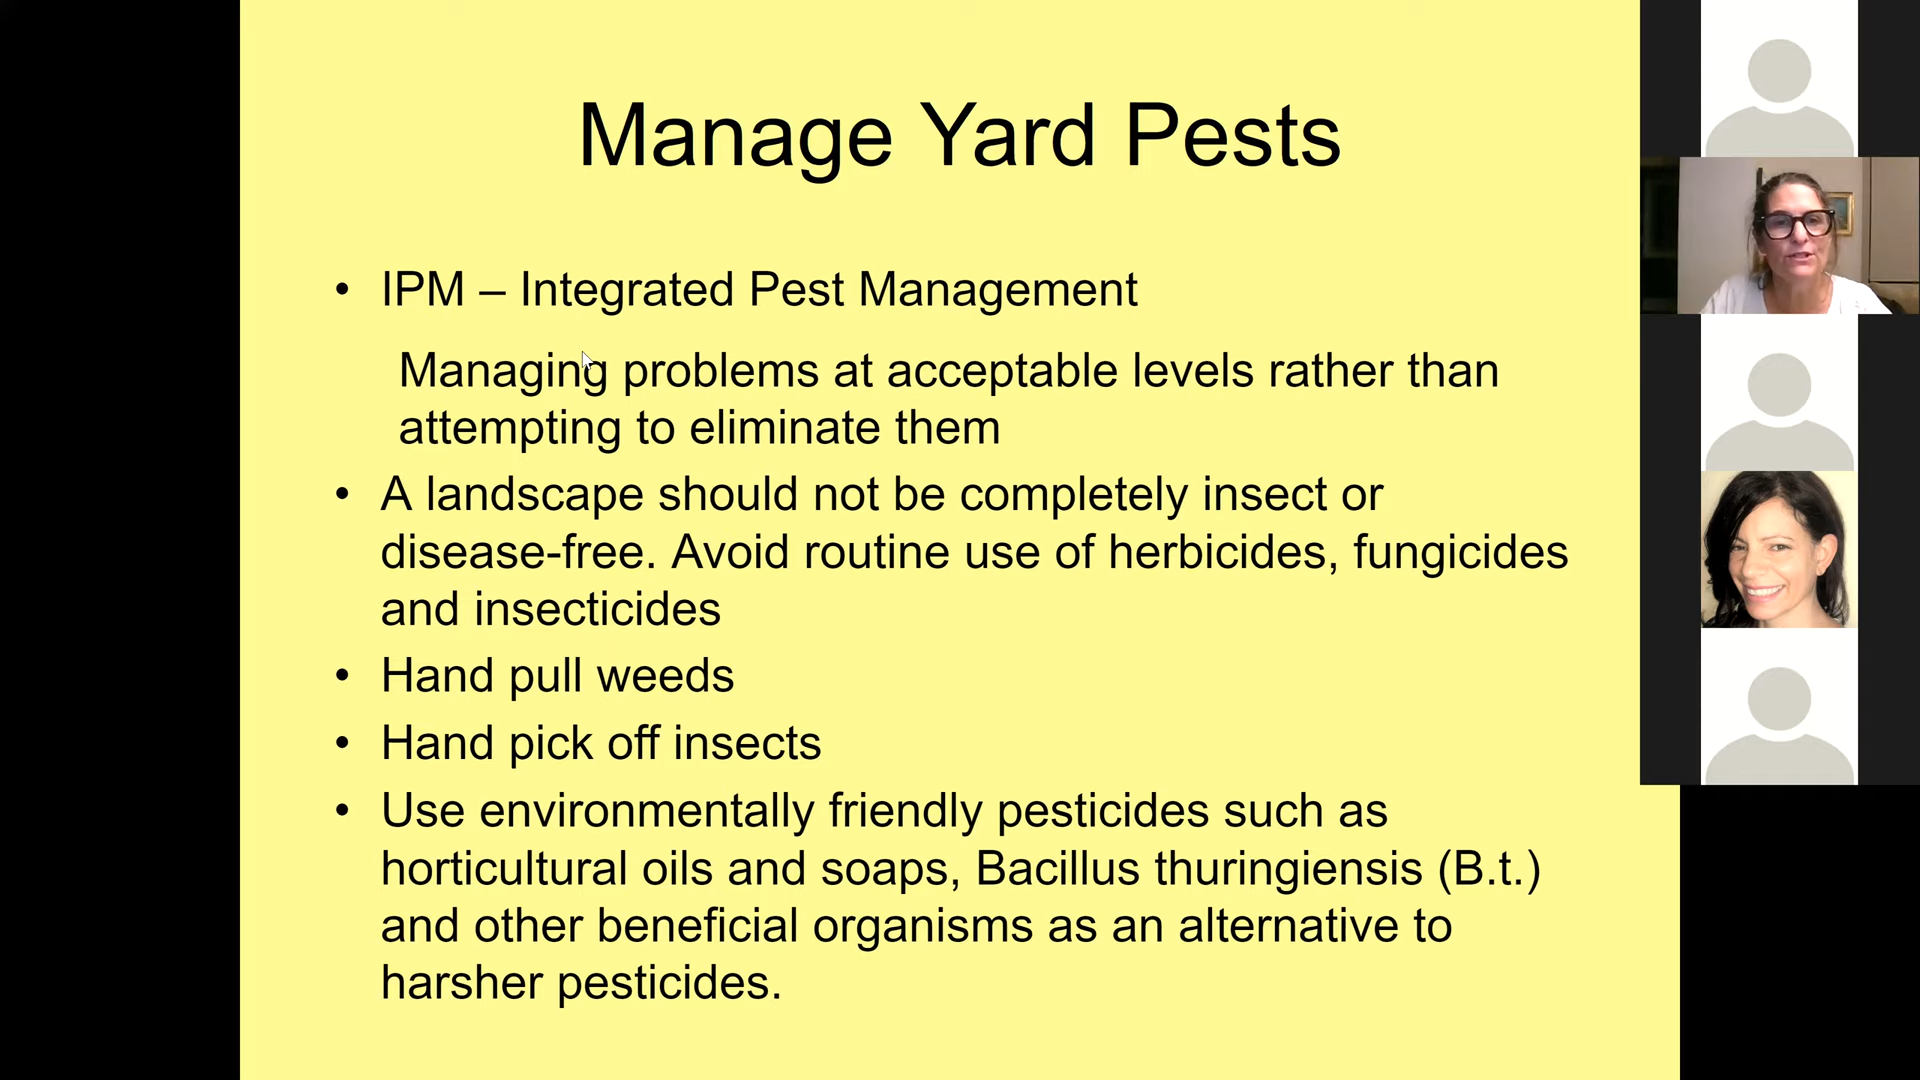 Manage Yard Pests
• IPM – Integrated Pest Management
Managing problems at acceptable levels rather than
attempting to eliminate them
• A landscape should not be completely insect or
disease-free. Avoid routine use of herbicides, fungicides
and insecticides
• Hand pull weeds
• Hand pick off insects
• Use environmentally friendly pesticides such as
horticultural oils and soaps, Bacillus thuringiensis (B.t.)
and other beneficial organisms as an alternative to
harsher pesticides.